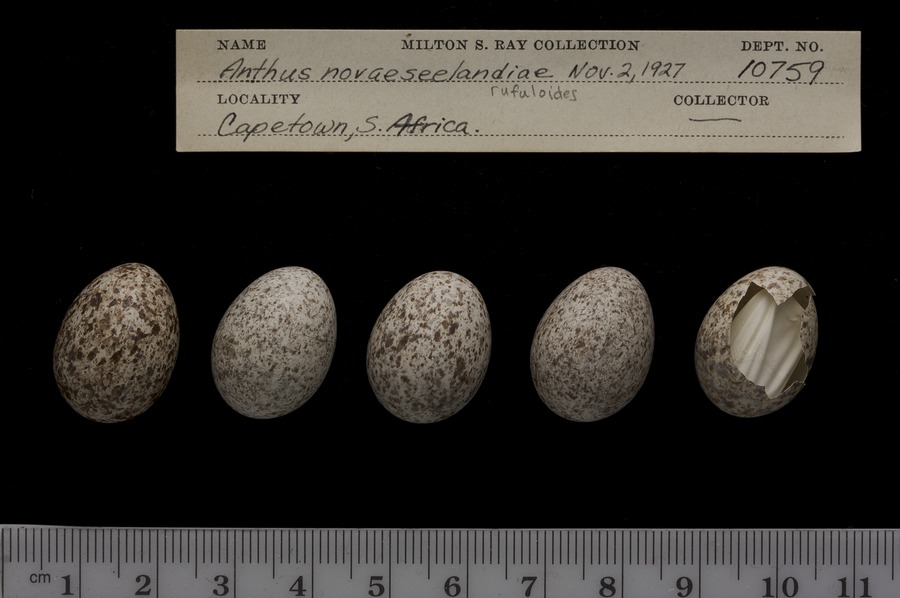 NAME MILTON S. RAY COLLECTION DEPT. NO.
Anthus novaeseelandiae Nov. 2, 1927 10759
rufuloides
LOCALITY COLLECTOR
Capetown, S. Africa.
cm 1 2 3 4 5 6 7 8 9 10 11